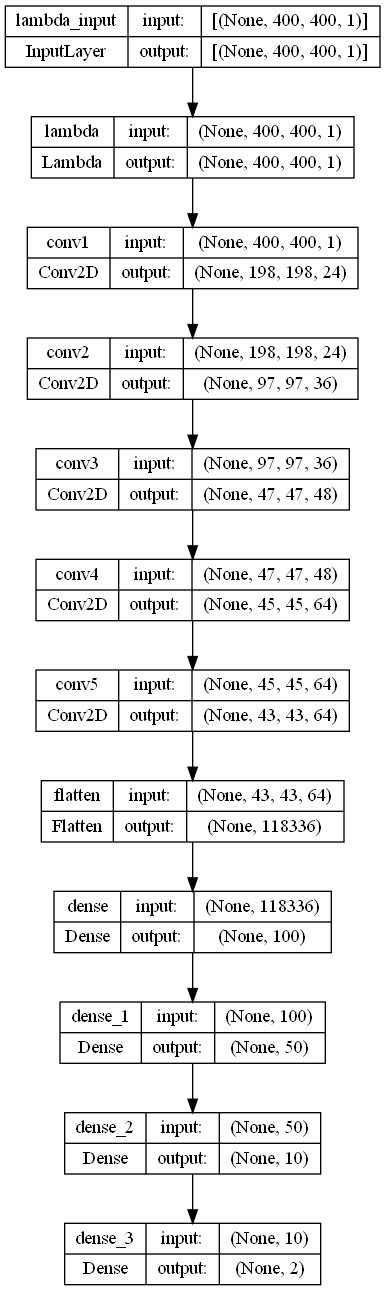 lambda_input input: [(None, 400, 400, 1)]
InputLayer output: [(None, 400, 400, 1)]
lambda input: (None, 400, 400, 1)
Lambda output: (None, 400, 400, 1)
conv1 input: (None, 400, 400, 1)
Conv2D output: (None, 198, 198, 24)
conv2 input: (None, 198, 198, 24)
Conv2D output: (None, 97, 97, 36)
conv3 input: (None, 97, 97, 36)
Conv2D output: (None, 47, 47, 48)
conv4 input: (None, 47, 47, 48)
Conv2D output: (None, 45, 45, 64)
conv5 input: (None, 45, 45, 64)
Conv2D output: (None, 43, 43, 64)
flatten input: (None, 43, 43, 64)
Flatten output: (None, 118336)
dense input: (None, 118336)
Dense output: (None, 100)
dense_1 input: (None, 100)
Dense output: (None, 50)
dense_2 input: (None, 50)
Dense output: (None, 10)
dense_3 input: (None, 10)
Dense output: (None, 2)